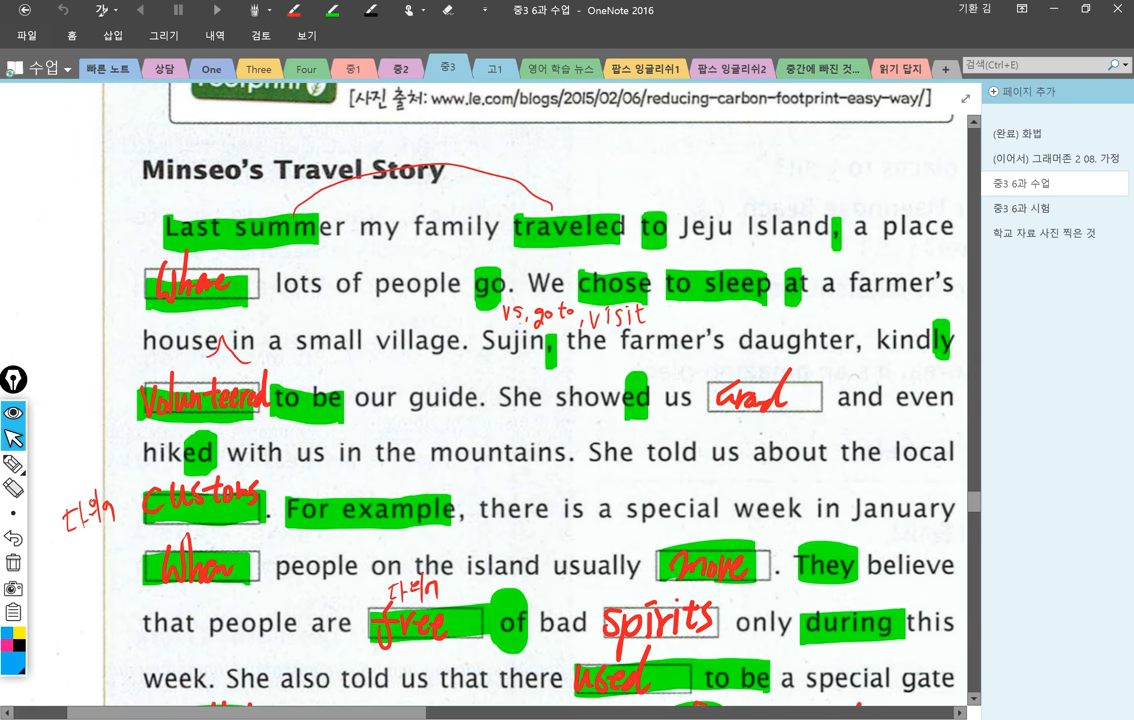 중3 6과 수업 - OneNote 2016
기환 김
파일 홈 삽입 그리기 내역 검토 보기
수업 빠른 노트 상담 One Three Four 중1 중2 중3 고1 영어 학습 뉴스 팝스 잉글리쉬1 팝스 잉글리쉬2 중간에 빠진 것... 읽기 답지 + 검색(Ctrl+E)
페이지 추가
(완료) 화법
(이어서) 그래머존 2 08. 가정
중3 6과 수업
중3 6과 시험
학교 자료 사진 찍은 것
[사진 출처: www.le.com/blogs/2015/02/06/reducing-carbon-footprint-easy-way/]
Minseo's Travel Story
Last summer my family traveled to Jeju Island, a place
where lots of people go. We chose to sleep at a farmer's
vs, go to, visit
house in a small village. Sujin, the farmer's daughter, kindly
volunteered to be our guide. She showed us and even
hiked with us in the mountains. She told us about the local
다의어 customs. For example, there is a special week in January
when people on the island usually move. They believe
다의어
that people are free of bad spirits only during this
week. She also told us that there used to be a special gate